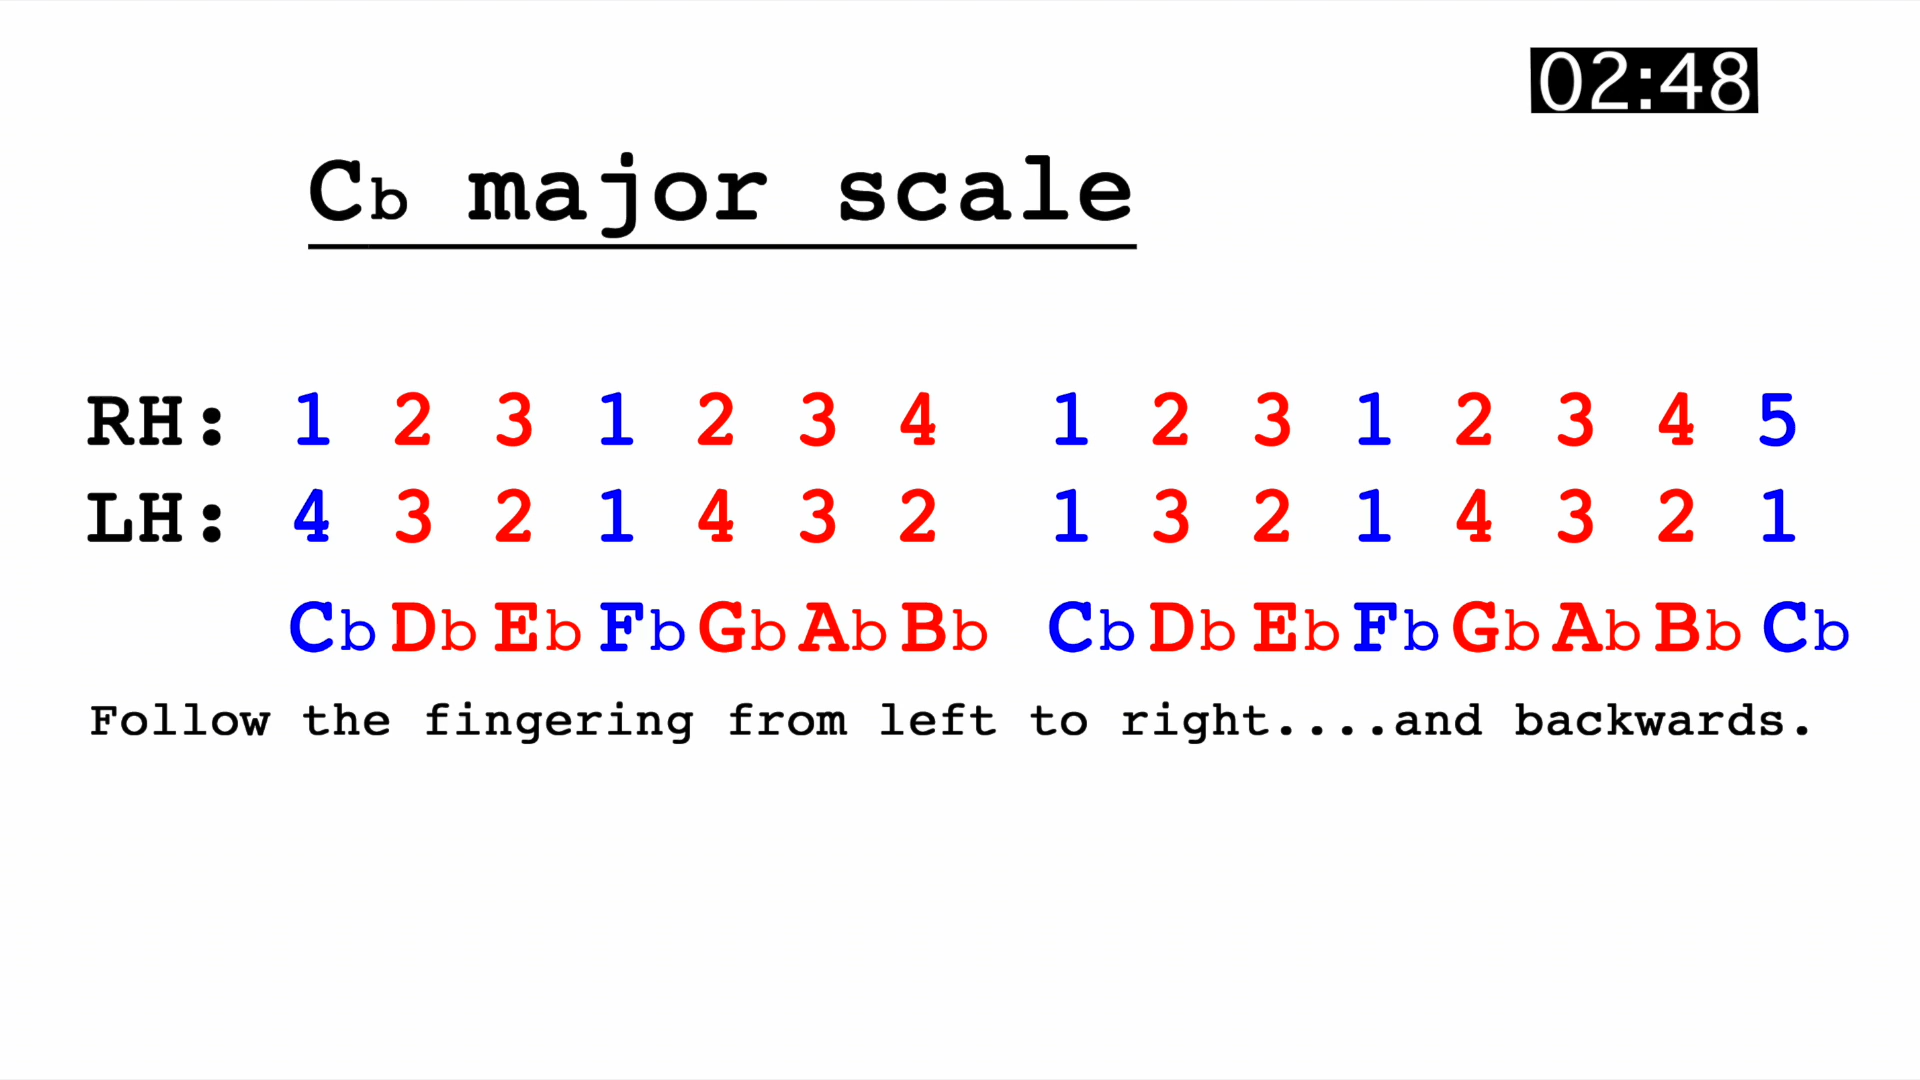 02:48
Cb major scale
RH: 1 2 3 1 2 3 4 1 2 3 1 2 3 4 5
LH: 4 3 2 1 4 3 2 1 3 2 1 4 3 2 1
Cb Db Eb Fb Gb Ab Bb Cb Db Eb Fb Gb Ab Bb Cb
Follow the fingering from left to right....and backwards.